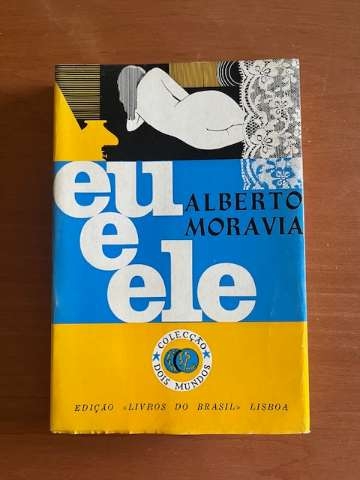 eu
e
ele
ALBERTO
MORAVIA
COLECÇÃO
DOIS MUNDOS
EDIÇÃO «LIVROS DO BRASIL» LISBOA